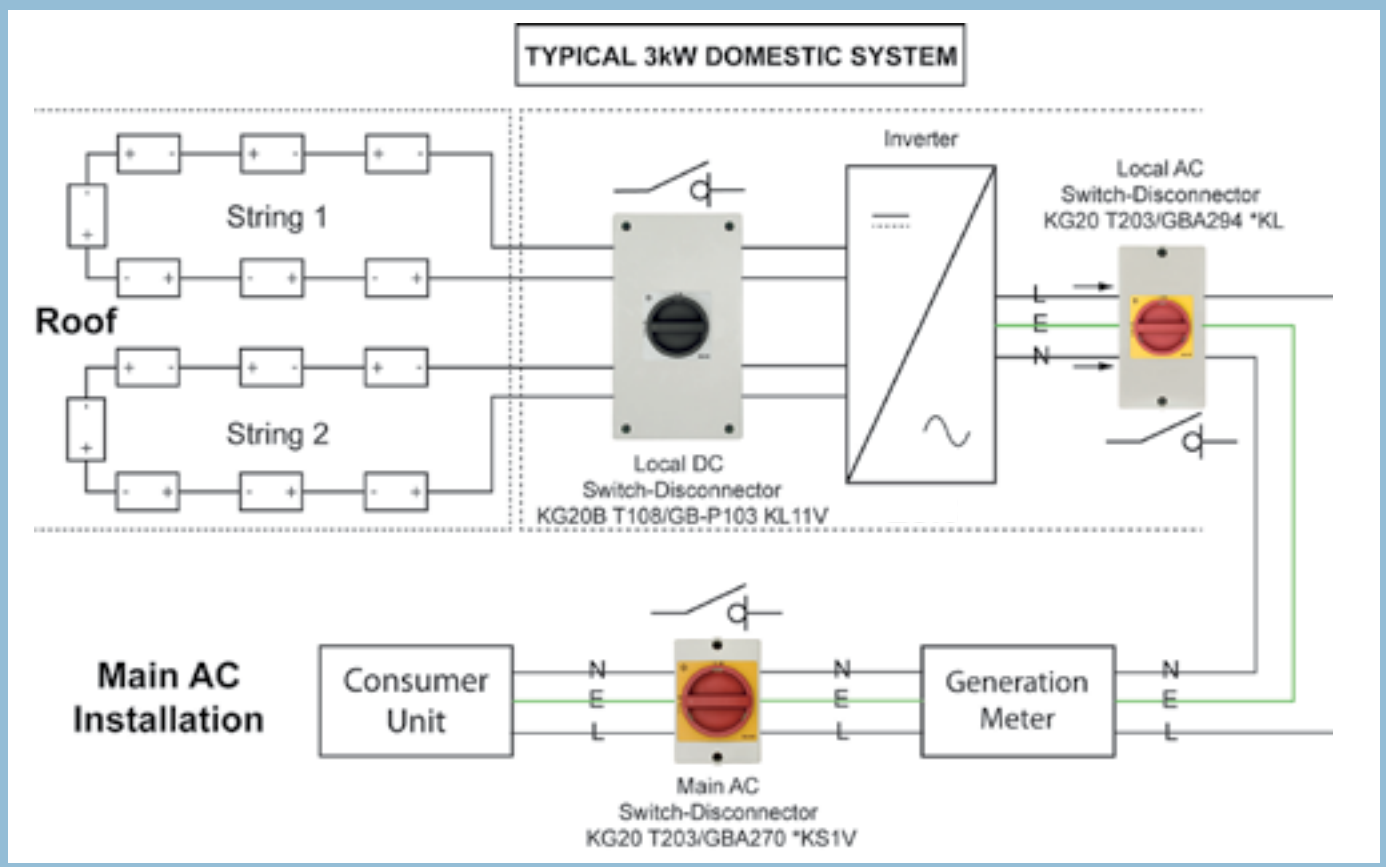 TYPICAL 3kW DOMESTIC SYSTEM
Inverter
Local AC
Switch-Disconnector
KG20 T203/GBA294 *KL
+ - + - + -
String 1
-
+
- + - + - +
Roof
+ - + - + -
String 2
-
+
- + - + - +
Local DC
Switch-Disconnector
KG20B T108/GB-P103 KL11V
L
E
N
Main AC
Installation
Consumer
Unit
N
E
L
N
E
L
Generation
Meter
N
E
L
Main AC
Switch-Disconnector
KG20 T203/GBA270 *KS1V